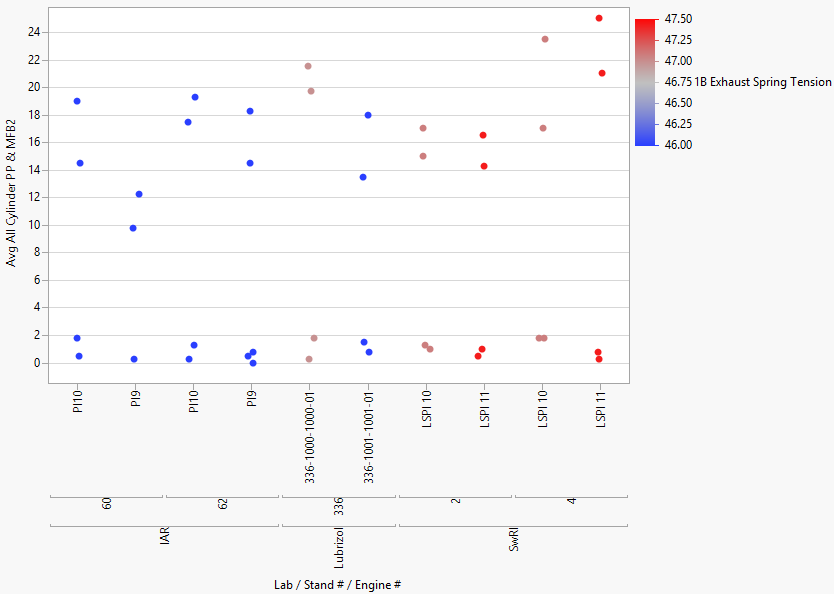 Avg All Cylinder PP & MFB2
24
22
20
18
16
14
12
10
8
6
4
2
0
47.50
47.25
47.00
46.75
46.50
46.25
46.00
1B Exhaust Spring Tension
PI10
PI9
PI10
PI9
336-1000-1000-01
336-1001-1001-01
LSPI 10
LSPI 11
LSPI 10
LSPI 11
60
62
336
2
4
IAR
Lubrizol
SwRI
Lab / Stand # / Engine #